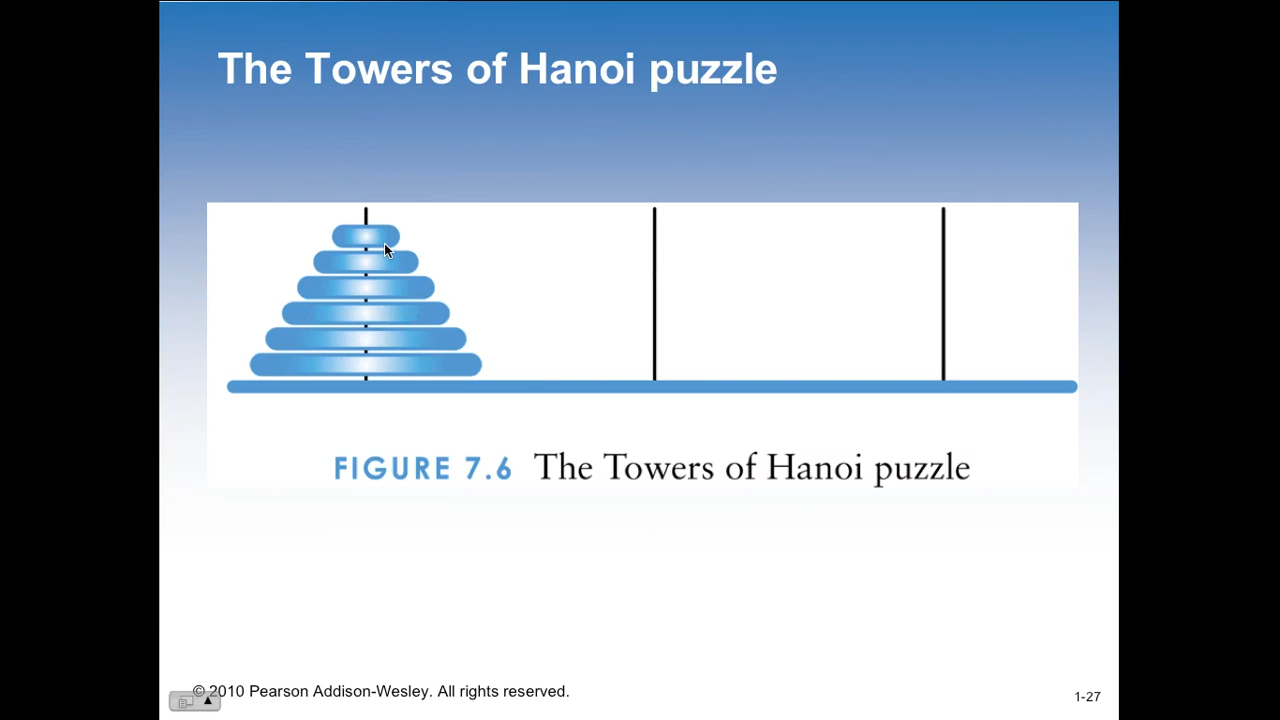 The Towers of Hanoi puzzle
FIGURE 7.6 The Towers of Hanoi puzzle
© 2010 Pearson Addison-Wesley. All rights reserved.
1-27